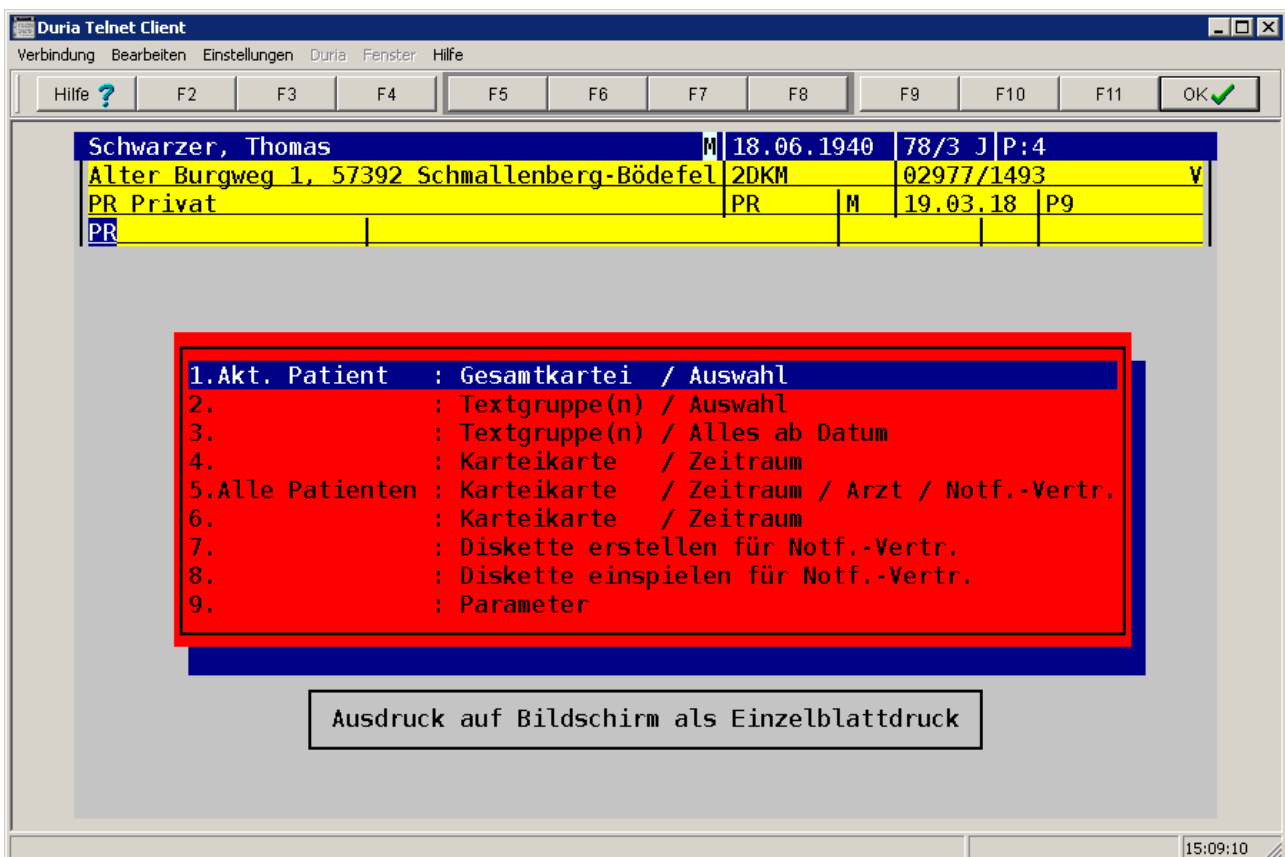 Duria Telnet Client
Verbindung Bearbeiten Einstellungen Duria Fenster Hilfe
Hilfe ? F2 F3 F4 F5 F6 F7 F8 F9 F10 F11 OK
Schwarzer, Thomas M 18.06.1940 78/3 J P:4
Alter Burgweg 1, 57392 Schmallenberg-Bödefel 2DKM 02977/1493 V
PR Privat PR M 19.03.18 P9
PR
1.Akt. Patient : Gesamtkartei / Auswahl
2. : Textgruppe(n) / Auswahl
3. : Textgruppe(n) / Alles ab Datum
4. : Karteikarte / Zeitraum
5.Alle Patienten : Karteikarte / Zeitraum / Arzt / Notf.-Vertr.
6. : Karteikarte / Zeitraum
7. : Diskette erstellen für Notf.-Vertr.
8. : Diskette einspielen für Notf.-Vertr.
9. : Parameter
Ausdruck auf Bildschirm als Einzelblattdruck
15:09:10